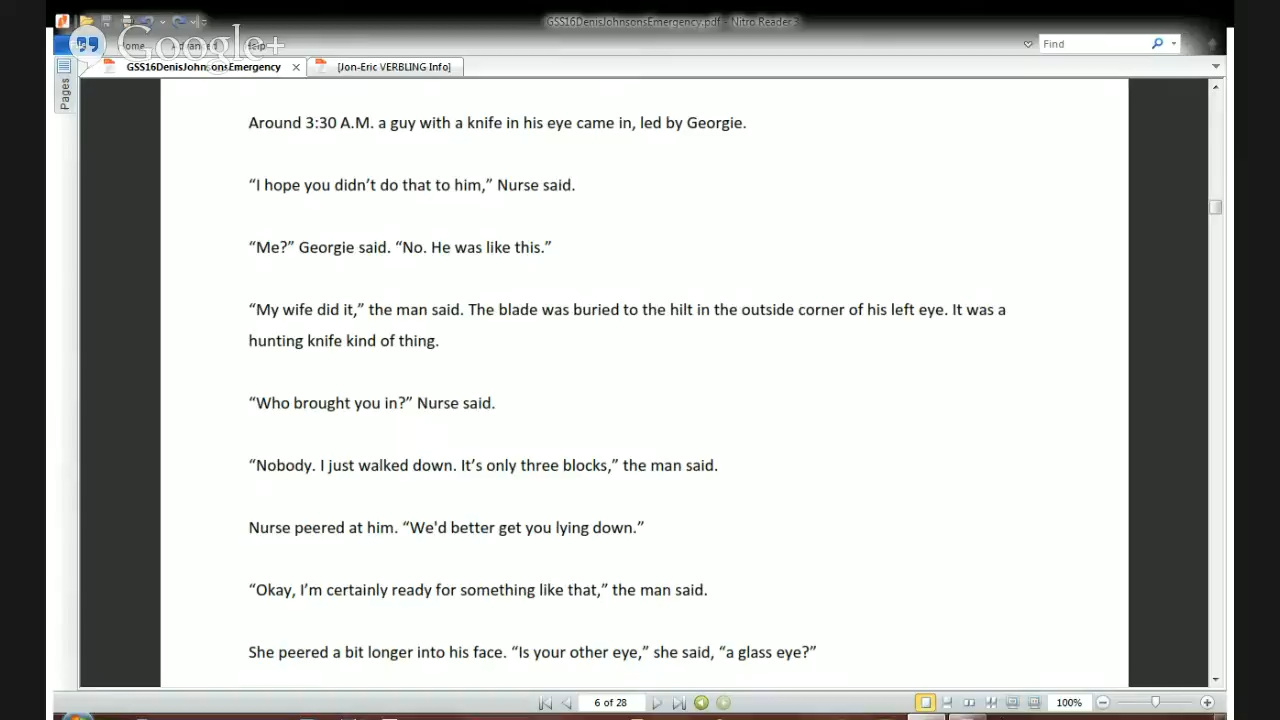 GSS16DenisJohnsonsEmergency.pdf - Nitro Reader 3
Google+
File Home Advanced Help
Find
GSS16DenisJohnsonsEmergency
[Jon-Eric VERBLING Info]
Pages
Around 3:30 A.M. a guy with a knife in his eye came in, led by Georgie.
“I hope you didn’t do that to him,” Nurse said.
“Me?” Georgie said. “No. He was like this.”
“My wife did it,” the man said. The blade was buried to the hilt in the outside corner of his left eye. It was a
hunting knife kind of thing.
“Who brought you in?” Nurse said.
“Nobody. I just walked down. It’s only three blocks,” the man said.
Nurse peered at him. “We'd better get you lying down.”
“Okay, I’m certainly ready for something like that,” the man said.
She peered a bit longer into his face. “Is your other eye,” she said, “a glass eye?”
6 of 28
100%